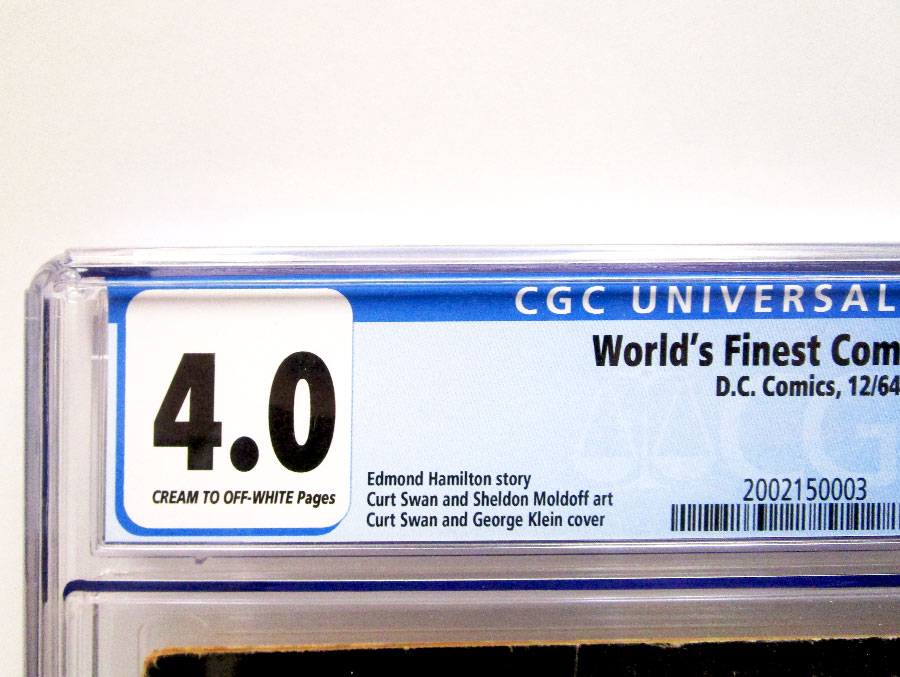 CGC UNIVERSAL
World's Finest Com
D.C. Comics, 12/64
4.0
CREAM TO OFF-WHITE Pages
Edmond Hamilton story
Curt Swan and Sheldon Moldoff art
Curt Swan and George Klein cover
2002150003
CG